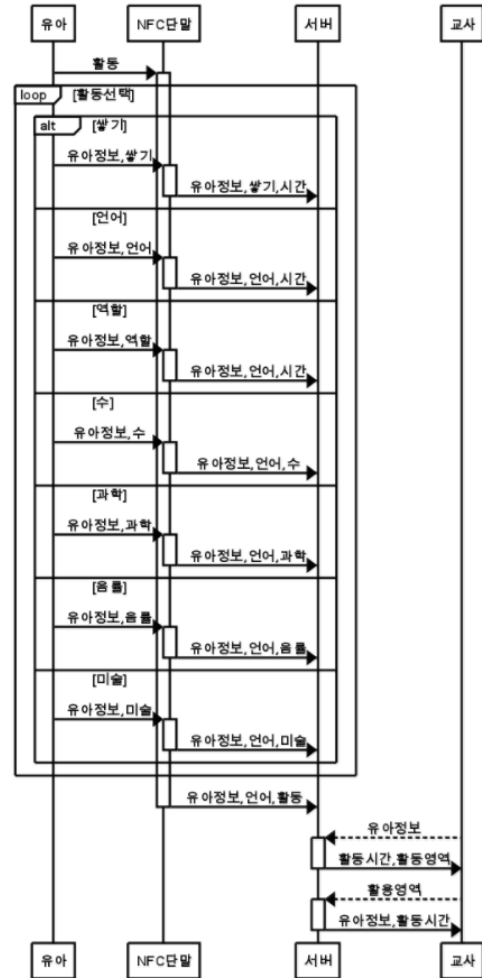 유아 NFC단말 서버 교사
활동
loop [활동선택]
alt [쌓기]
유아정보,쌓기
유아정보,쌓기,시간
[언어]
유아정보,언어
유아정보,언어,시간
[역할]
유아정보,역할
유아정보,언어,시간
[수]
유아정보,수
유아정보,언어,수
[과학]
유아정보,과학
유아정보,언어,과학
[음률]
유아정보,음률
유아정보,언어,음률
[미술]
유아정보,미술
유아정보,언어,미술
유아정보,언어,활동
유아정보
활동시간,활동영역
활용영역
유아정보,활동시간
유아 NFC단말 서버 교사